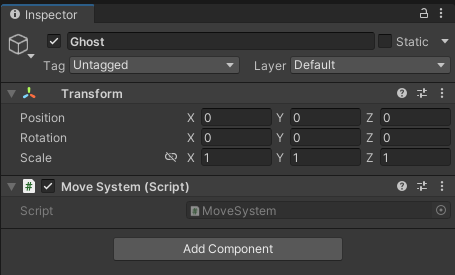 Inspector
Ghost Static
Tag Untagged Layer Default
Transform
Position X 0 Y 0 Z 0
Rotation X 0 Y 0 Z 0
Scale X 1 Y 1 Z 1
# Move System (Script)
Script # MoveSystem
Add Component